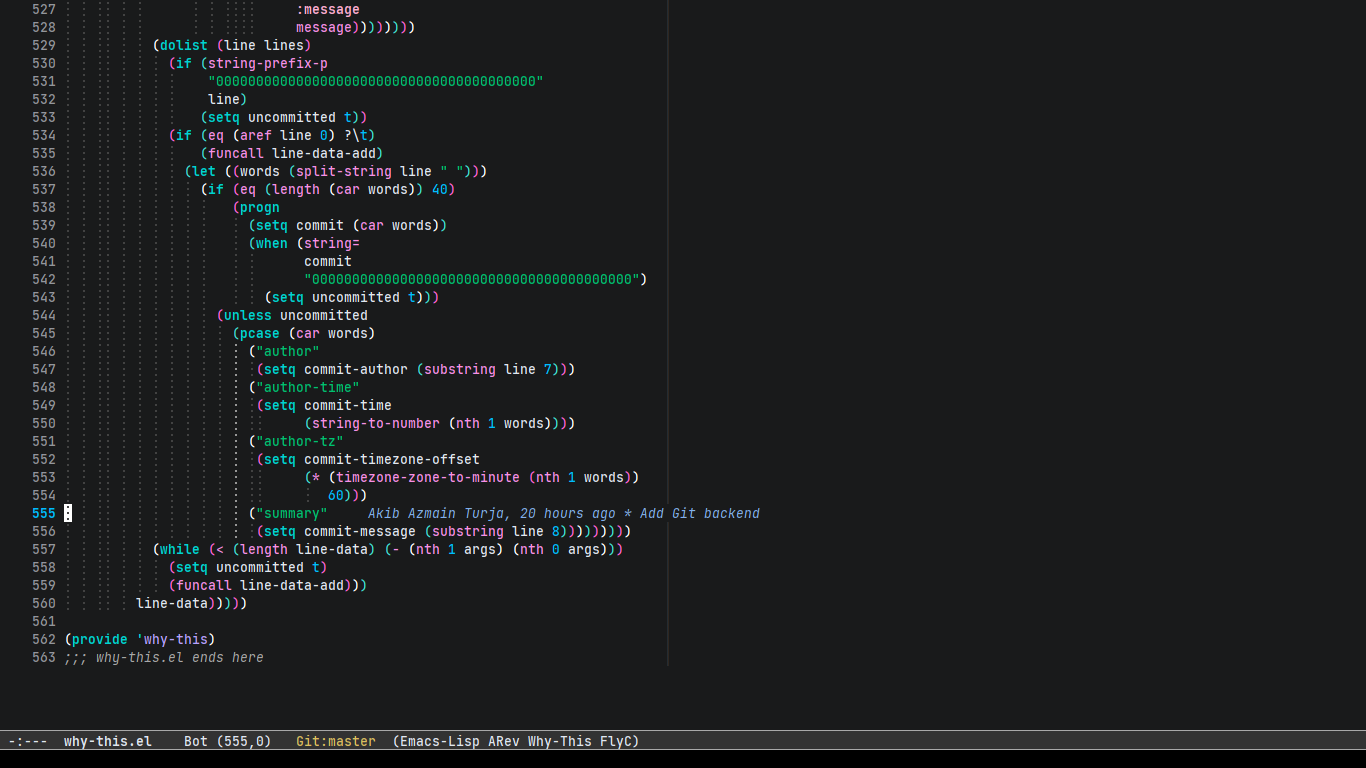 527 :message
528 message))))))))
529 (dolist (line lines)
530 (if (string-prefix-p
531 "0000000000000000000000000000000000000000"
532 line)
533 (setq uncommitted t))
534 (if (eq (aref line 0) ?\t)
535 (funcall line-data-add)
536 (let ((words (split-string line " ")))
537 (if (eq (length (car words)) 40)
538 (progn
539 (setq commit (car words))
540 (when (string=
541 commit
542 "0000000000000000000000000000000000000000")
543 (setq uncommitted t)))
544 (unless uncommitted
545 (pcase (car words)
546 ("author"
547 (setq commit-author (substring line 7)))
548 ("author-time"
549 (setq commit-time
550 (string-to-number (nth 1 words))))
551 ("author-tz"
552 (setq commit-timezone-offset
553 (* (timezone-zone-to-minute (nth 1 words))
554 60)))
555 ("summary" Akib Azmain Turja, 20 hours ago * Add Git backend
556 (setq commit-message (substring line 8)))))))))
557 (while (< (length line-data) (- (nth 1 args) (nth 0 args)))
558 (setq uncommitted t)
559 (funcall line-data-add)))
560 line-data)))))
561
562 (provide 'why-this)
563 ;;; why-this.el ends here
-:--- why-this.el Bot (555,0) Git:master (Emacs-Lisp ARev Why-This FlyC)